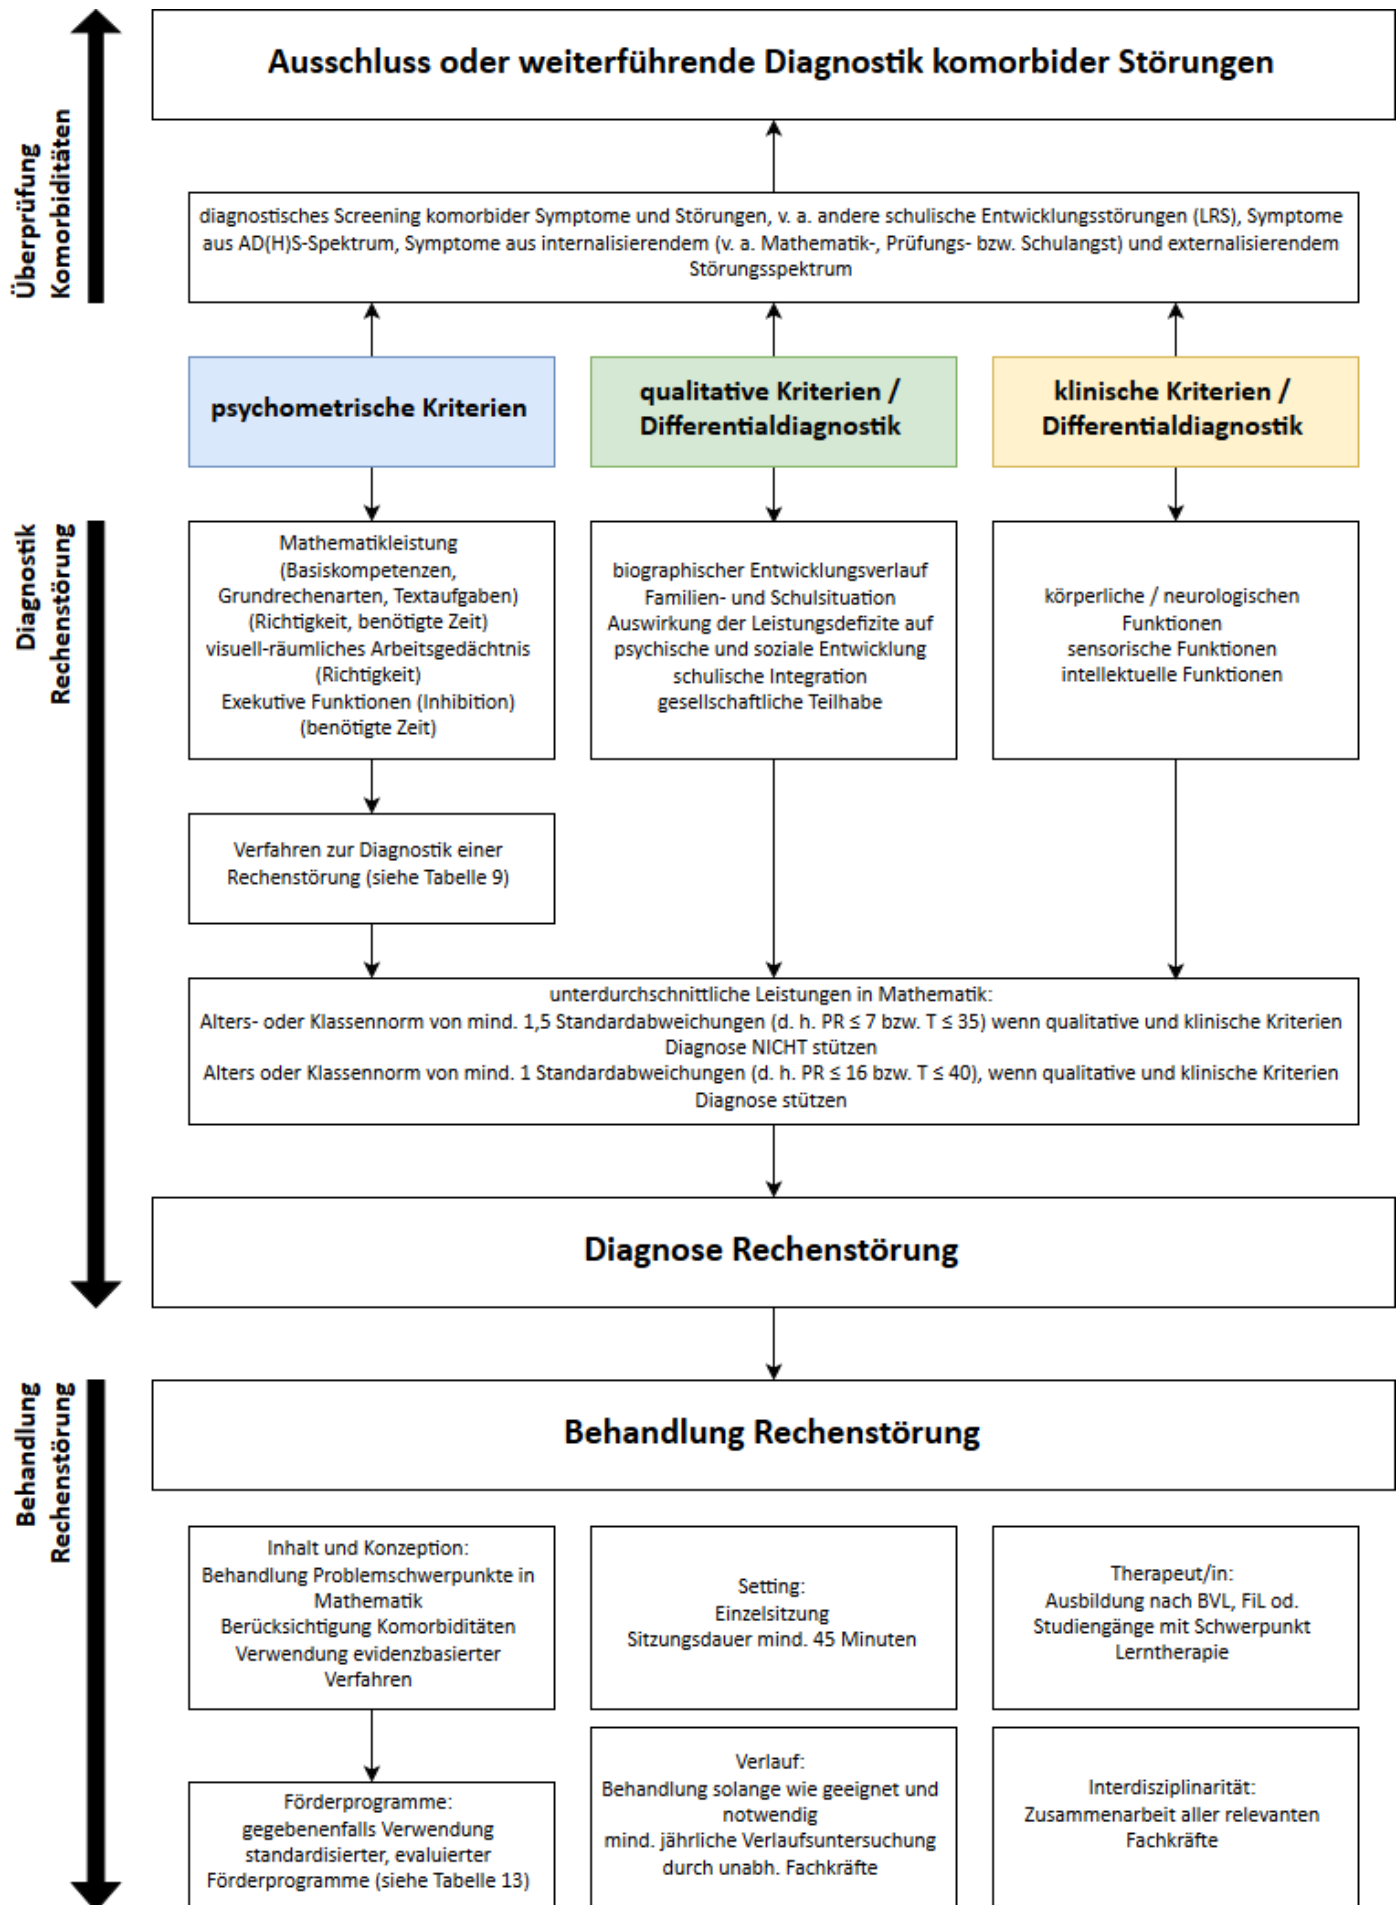 Ausschluss oder weiterführende Diagnostik komorbider Störungen
Überprüfung
Komorbiditäten
diagnostisches Screening komorbider Symptome und Störungen, v. a. andere schulische Entwicklungsstörungen (LRS), Symptome
aus AD(H)S-Spektrum, Symptome aus internalisierendem (v. a. Mathematik-, Prüfungs- bzw. Schulangst) und externalisierendem
Störungsspektrum
psychometrische Kriterien
qualitative Kriterien /
Differentialdiagnostik
klinische Kriterien /
Differentialdiagnostik
Diagnostik
Rechenstörung
Mathematikleistung
(Basiskompetenzen,
Grundrechenarten, Textaufgaben)
(Richtigkeit, benötigte Zeit)
visuell-räumliches Arbeitsgedächtnis
(Richtigkeit)
Exekutive Funktionen (Inhibition)
(benötigte Zeit)
biographischer Entwicklungsverlauf
Familien- und Schulsituation
Auswirkung der Leistungsdefizite auf
psychische und soziale Entwicklung
schulische Integration
gesellschaftliche Teilhabe
körperliche / neurologischen
Funktionen
sensorische Funktionen
intellektuelle Funktionen
Verfahren zur Diagnostik einer
Rechenstörung (siehe Tabelle 9)
unterdurchschnittliche Leistungen in Mathematik:
Alters- oder Klassennorm von mind. 1,5 Standardabweichungen (d. h. PR ≤ 7 bzw. T ≤ 35) wenn qualitative und klinische Kriterien
Diagnose NICHT stützen
Alters oder Klassennorm von mind. 1 Standardabweichungen (d. h. PR ≤ 16 bzw. T ≤ 40), wenn qualitative und klinische Kriterien
Diagnose stützen
Diagnose Rechenstörung
Behandlung
Rechenstörung
Behandlung Rechenstörung
Inhalt und Konzeption:
Behandlung Problemschwerpunkte in
Mathematik
Berücksichtigung Komorbiditäten
Verwendung evidenzbasierter
Verfahren
Setting:
Einzelsitzung
Sitzungsdauer mind. 45 Minuten
Therapeut/in:
Ausbildung nach BVL, FiL od.
Studiengänge mit Schwerpunkt
Lerntherapie
Förderprogramme:
gegebenenfalls Verwendung
standardisierter, evaluierter
Förderprogramme (siehe Tabelle 13)
Verlauf:
Behandlung solange wie geeignet und
notwendig
mind. jährliche Verlaufsuntersuchung
durch unabh. Fachkräfte
Interdisziplinarität:
Zusammenarbeit aller relevanten
Fachkräfte